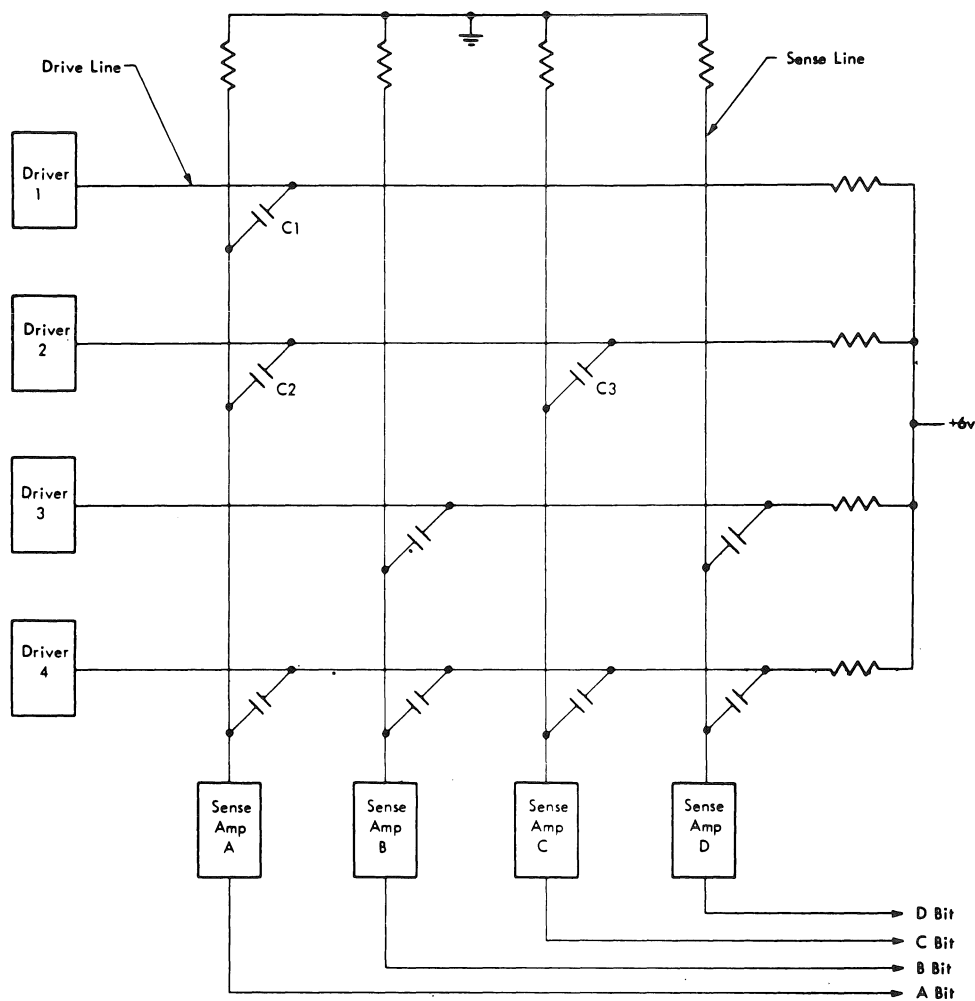 Drive Line
Sense Line
Driver
1
C1
Driver
2
C2
C3
+6v
Driver
3
Driver
4
Sense
Amp
A
Sense
Amp
B
Sense
Amp
C
Sense
Amp
D
D Bit
C Bit
B Bit
A Bit